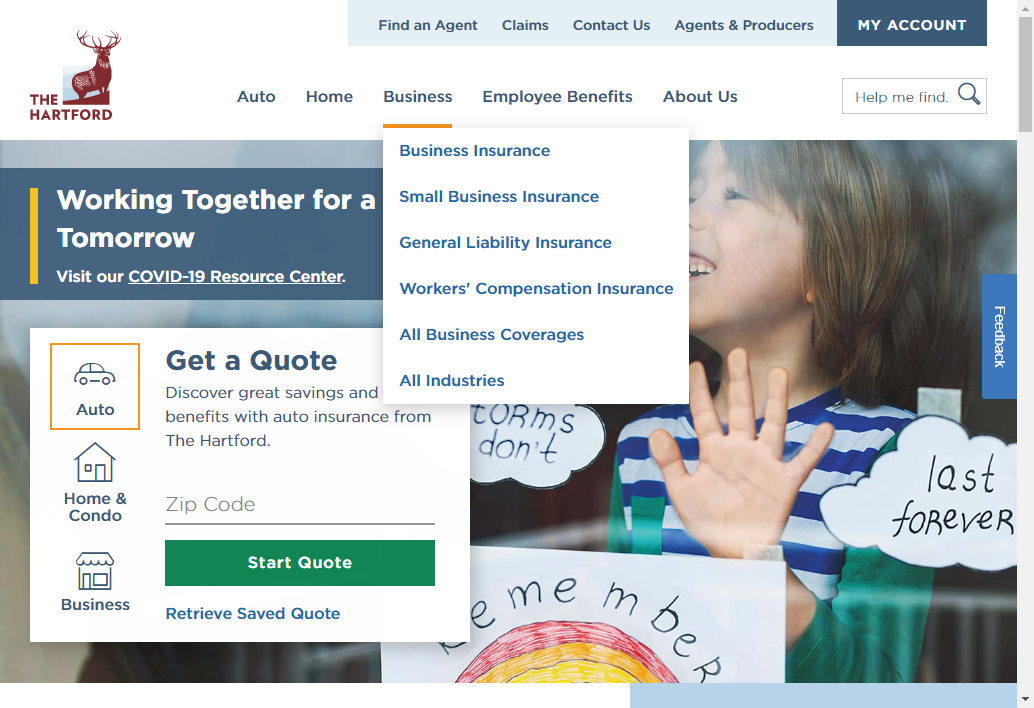 Find an Agent
Claims
Contact Us
Agents & Producers
MY ACCOUNT
THE
HARTFORD
Auto
Home
Business
Employee Benefits
About Us
Help me find.
Business Insurance
Small Business Insurance
General Liability Insurance
Workers' Compensation Insurance
All Business Coverages
All Industries
Working Together for a
Tomorrow
Visit our COVID-19 Resource Center.
Feedback
Auto
Home &
Condo
Business
Get a Quote
Discover great savings and
benefits with auto insurance from
The Hartford.
Zip Code
Start Quote
Retrieve Saved Quote
don't
last
forever